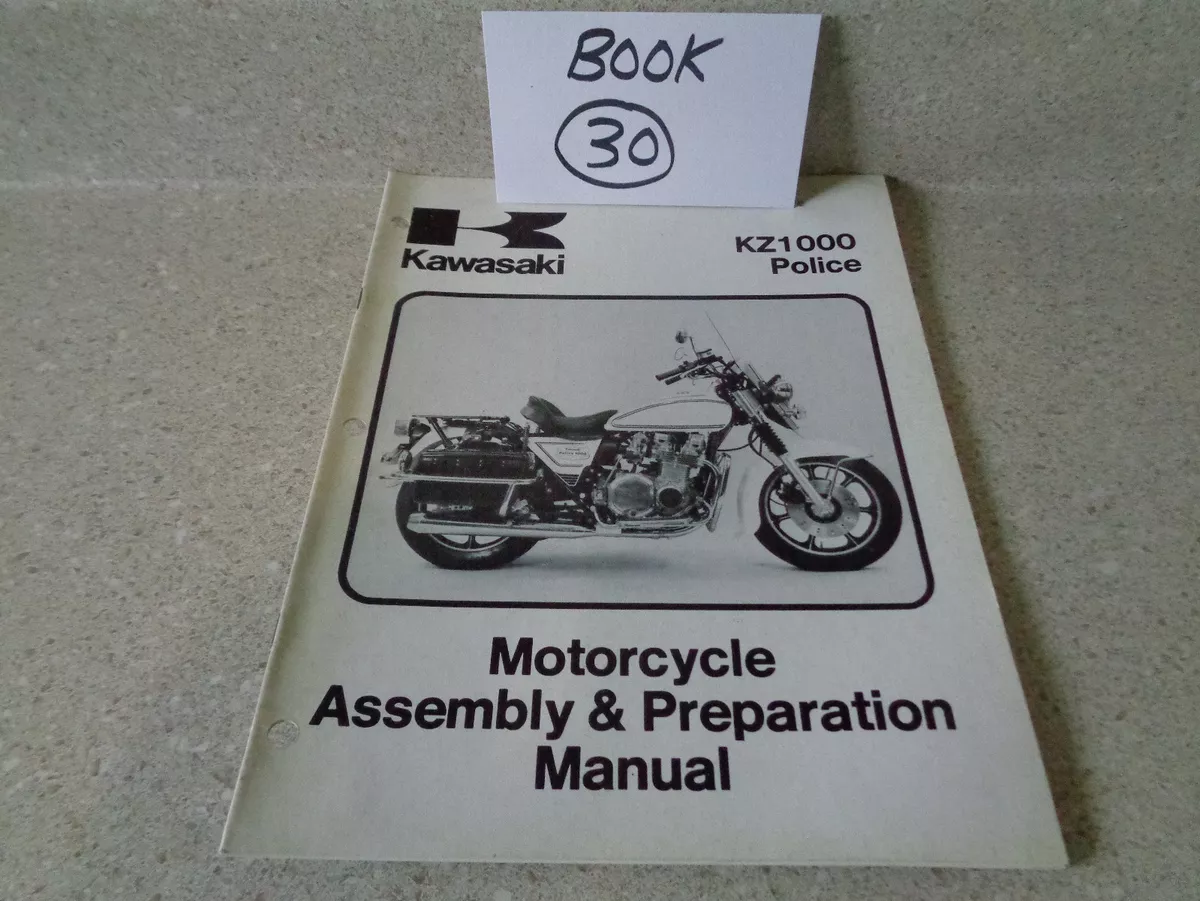 BOOK
30
Kawasaki
KZ1000
Police
Motorcycle
Assembly & Preparation
Manual